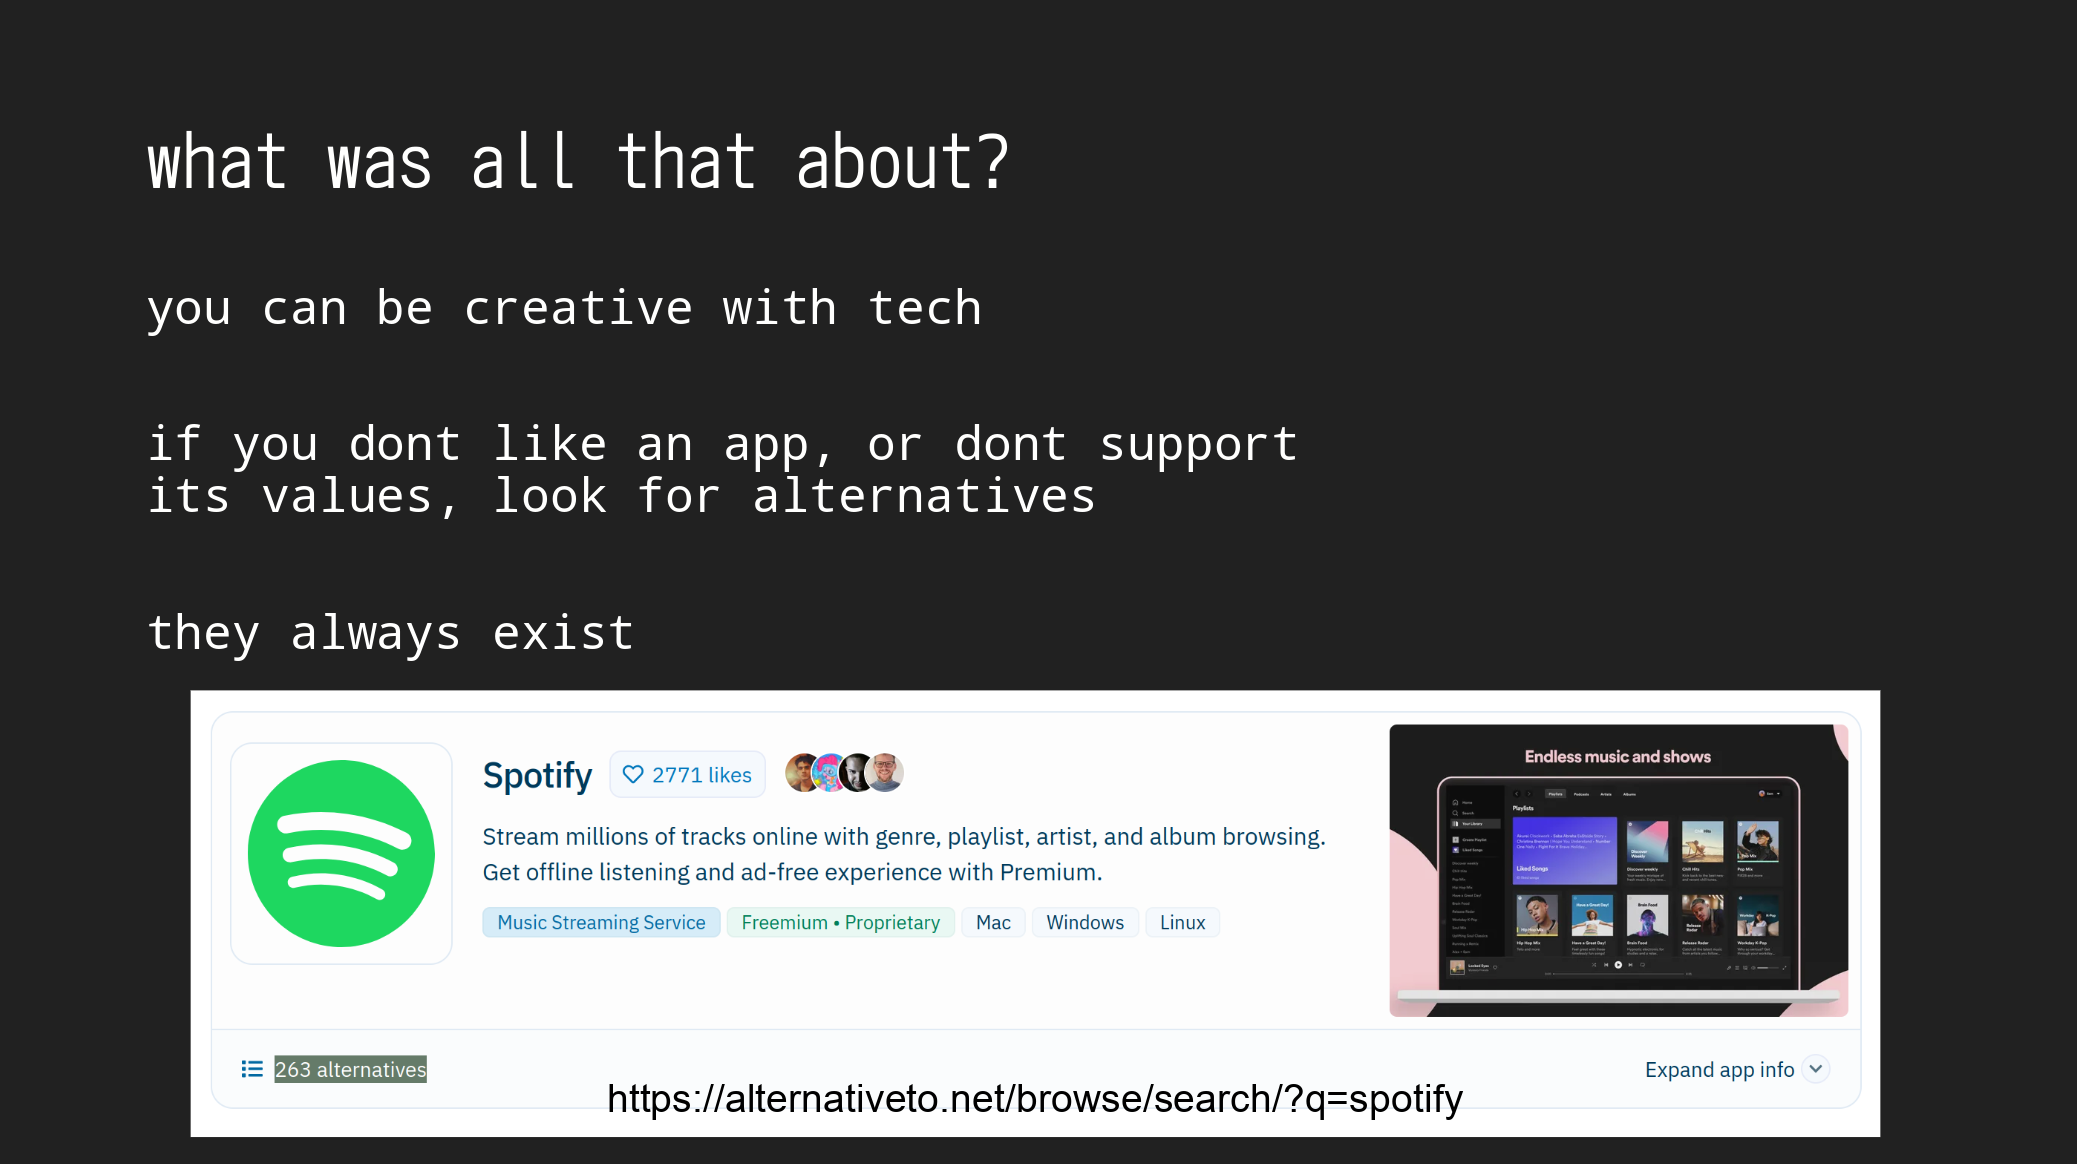 what was all that about?
you can be creative with tech
if you dont like an app, or dont support
its values, look for alternatives
they always exist
Spotify
2771 likes
Stream millions of tracks online with genre, playlist, artist, and album browsing.
Get offline listening and ad-free experience with Premium.
Music Streaming Service
Freemium • Proprietary
Mac
Windows
Linux
Endless music and shows
Playlists
Liked Songs
263 alternatives
Expand app info
https://alternativeto.net/browse/search/?q=spotify